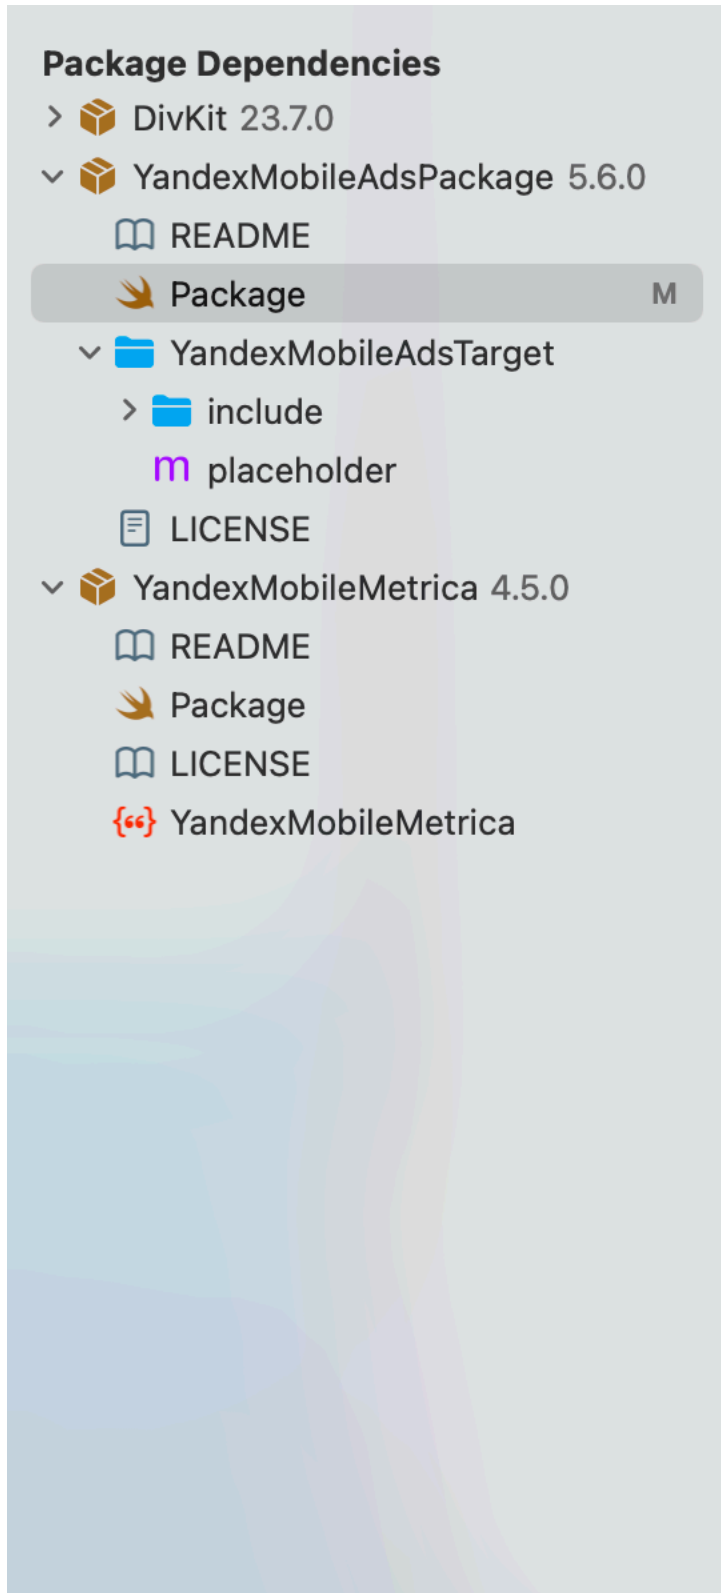 Package Dependencies
DivKit 23.7.0
YandexMobileAdsPackage 5.6.0
README
Package M
YandexMobileAdsTarget
include
m placeholder
LICENSE
YandexMobileMetrica 4.5.0
README
Package
LICENSE
YandexMobileMetrica